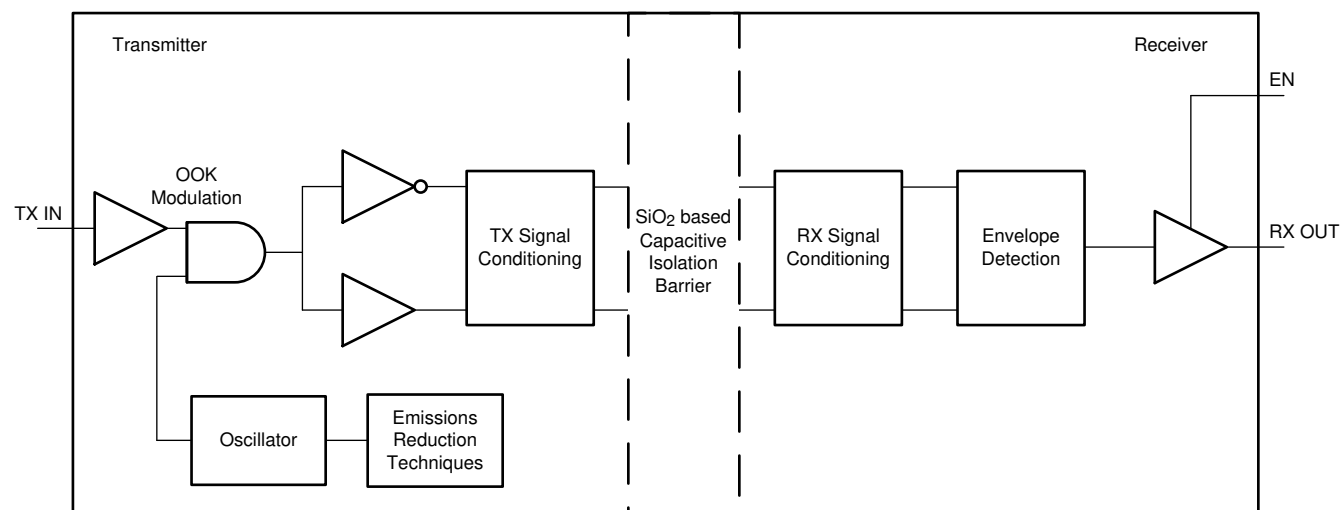 Transmitter
Receiver
EN
OOK
Modulation
TX IN
TX Signal
Conditioning
SiO2 based
Capacitive
Isolation
Barrier
RX Signal
Conditioning
Envelope
Detection
RX OUT
Oscillator
Emissions
Reduction
Techniques